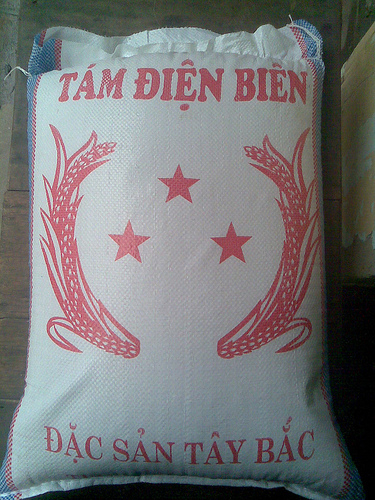 TÁM ĐIỆN BIÊN
ĐẶC SẢN TÂY BẮC